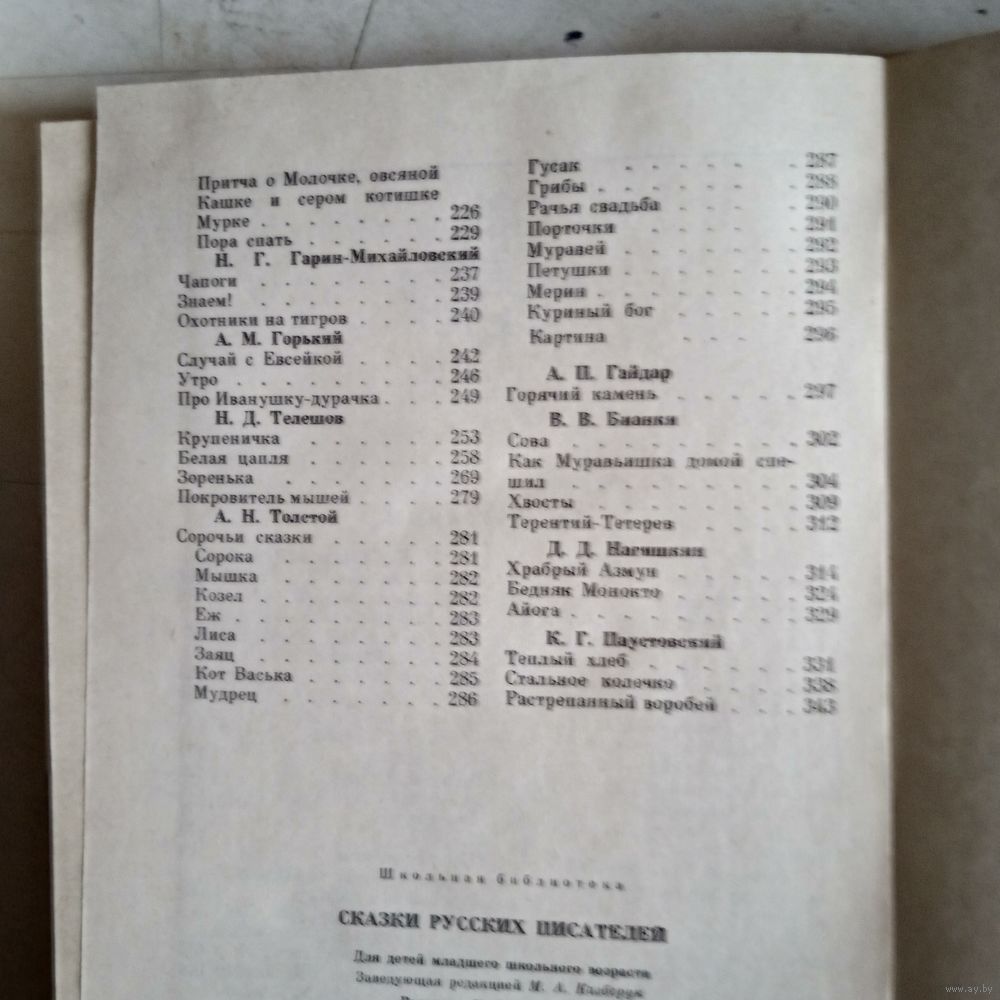 Притча о Молочке, овсяной
Кашке и сером котишке
Мурке . . . . . . . 226
Пора спать . . . . . . 229
Н. Г. Гарин-Михайловский
Чапоги . . . . . . . 237
Знаем! . . . . . . . 239
Охотники на тигров . . . . 240
А. М. Горький
Случай с Евсейкой . . . . 242
Утро . . . . . . . . 246
Про Иванушку-дурачка . . . 249
Н. Д. Телешов
Крупеничка . . . . . . 253
Белая цапля . . . . . . 258
Зоренька . . . . . . . 269
Покровитель мышей . . . . 279
А. Н. Толстой
Сорочьи сказки . . . . . 281
Сорока . . . . . . . 281
Мышка . . . . . . . 282
Козел . . . . . . . . 282
Еж . . . . . . . . . 283
Лиса . . . . . . . . 283
Заяц . . . . . . . . 284
Кот Васька . . . . . . 285
Мудрец . . . . . . . 286
Гусак . . . . . . 287
Грибы . . . . . . . 288
Рачья свадьба . . . . . 290
Порточки . . . . . . 291
Муравей . . . . . . 292
Петушки . . . . . . 293
Мерин . . . . . . . 294
Куриный бог . . . . . 295
Картина . . . 296
А. П. Гайдар
Горячий камень . . . . . 297
В. В. Бианки
Сова . . . . . . . . 302
Как Муравьишка домой спе-
шил . . . . . . . . 304
Хвосты . . . . . . . 309
Терентий-Тетерев . . . . 312
Д. Д. Нагишкин
Храбрый Азмун . . . . . 314
Бедняк Монокто . . . . . 324
Айога . . . . . . . . 329
К. Г. Паустовский
Теплый хлеб . . . . . . 331
Стальное колечко . . . . 338
Растрепанный воробей . . . 343
Школьная библиотека
СКАЗКИ РУССКИХ ПИСАТЕЛЕЙ
Для детей младшего школьного возраста
Заведующая редакцией М. А.
www.ay.by